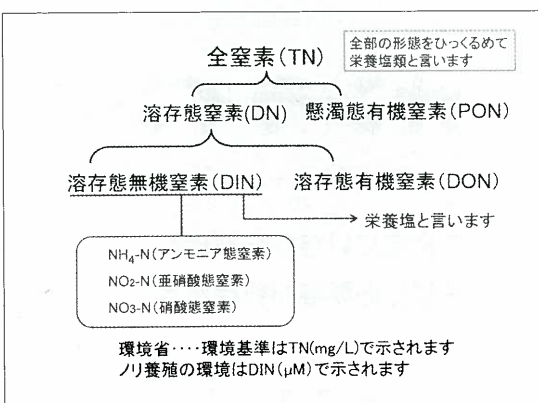 全窒素(TN)
全部の形態をひっくるめて
栄養塩類と言います
溶存態窒素(DN)
懸濁態有機窒素(PON)
溶存態無機窒素(DIN)
溶存態有機窒素(DON)
栄養塩と言います
NH4-N(アンモニア態窒素)
NO2-N(亜硝酸態窒素)
NO3-N(硝酸態窒素)
環境省‥‥環境基準はTN(mg/L)で示されます
ノリ養殖の環境はDIN(μM)で示されます